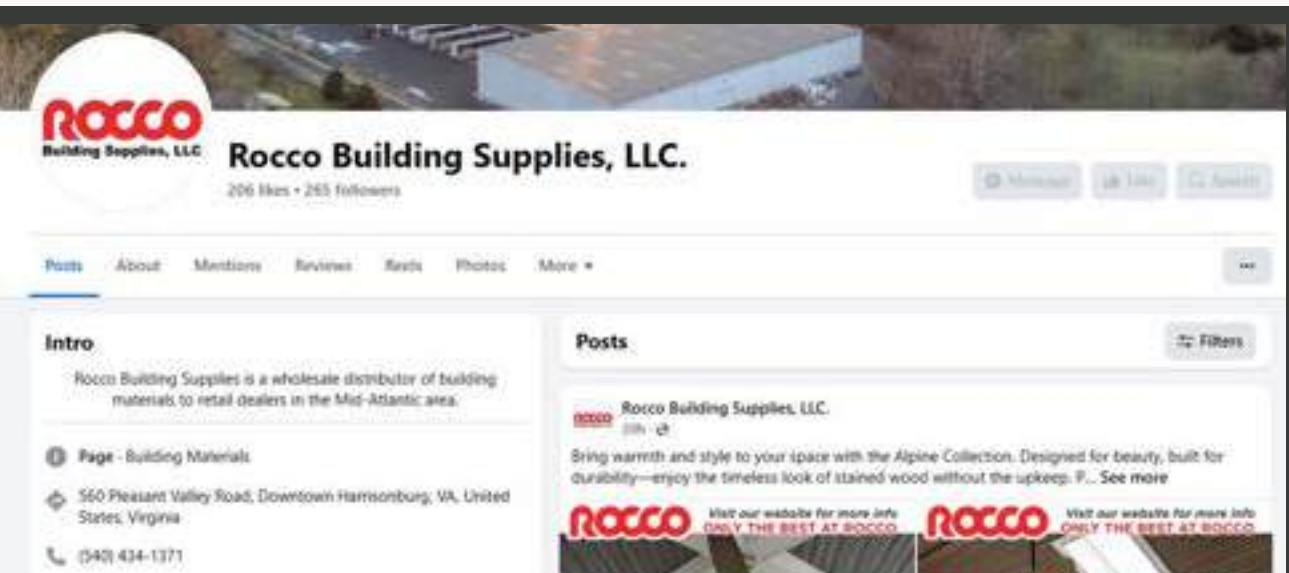 ROCCO
Building Supplies, LLC
Rocco Building Supplies, LLC.
206 likes • 265 followers
Message Like Search
Posts About Mentions Reviews Reels Photos More
Intro
Rocco Building Supplies is a wholesale distributor of building
materials to retail dealers in the Mid-Atlantic area.
Page · Building Materials
560 Pleasant Valley Road, Downtown Harrisonburg, VA, United
States, Virginia
(540) 434-1371
Posts
Filters
ROCCO
Rocco Building Supplies, LLC.
Bring warmth and style to your space with the Alpine Collection. Designed for beauty, built for
durability—enjoy the timeless look of stained wood without the upkeep. P... See more
ROCCO
Visit our website for more info
ONLY THE BEST AT ROCCO
ROCCO
Visit our website for more info
ONLY THE BEST AT ROCCO